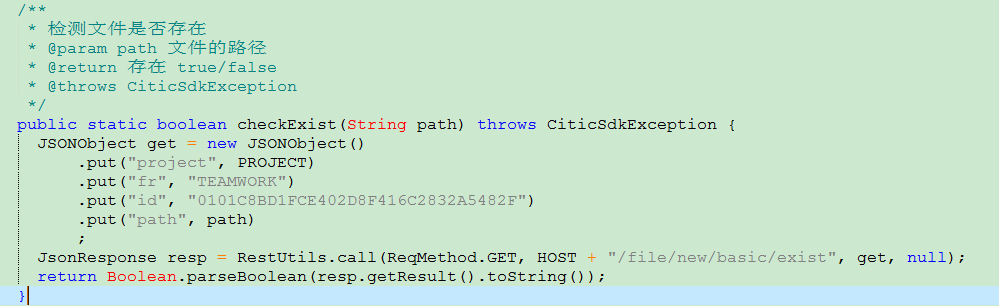 /**
 * 检测文件是否存在
 * @param path 文件的路径
 * @return 存在 true/false
 * @throws CiticSdkException
 */
public static boolean checkExist(String path) throws CiticSdkException {
  JSONObject get = new JSONObject()
      .put("project", PROJECT)
      .put("fr", "TEAMWORK")
      .put("id", "0101C8BD1FCE402D8F416C2832A5482F")
      .put("path", path)
      ;
  JsonResponse resp = RestUtils.call(ReqMethod.GET, HOST + "/file/new/basic/exist", get, null);
  return Boolean.parseBoolean(resp.getResult().toString());
}